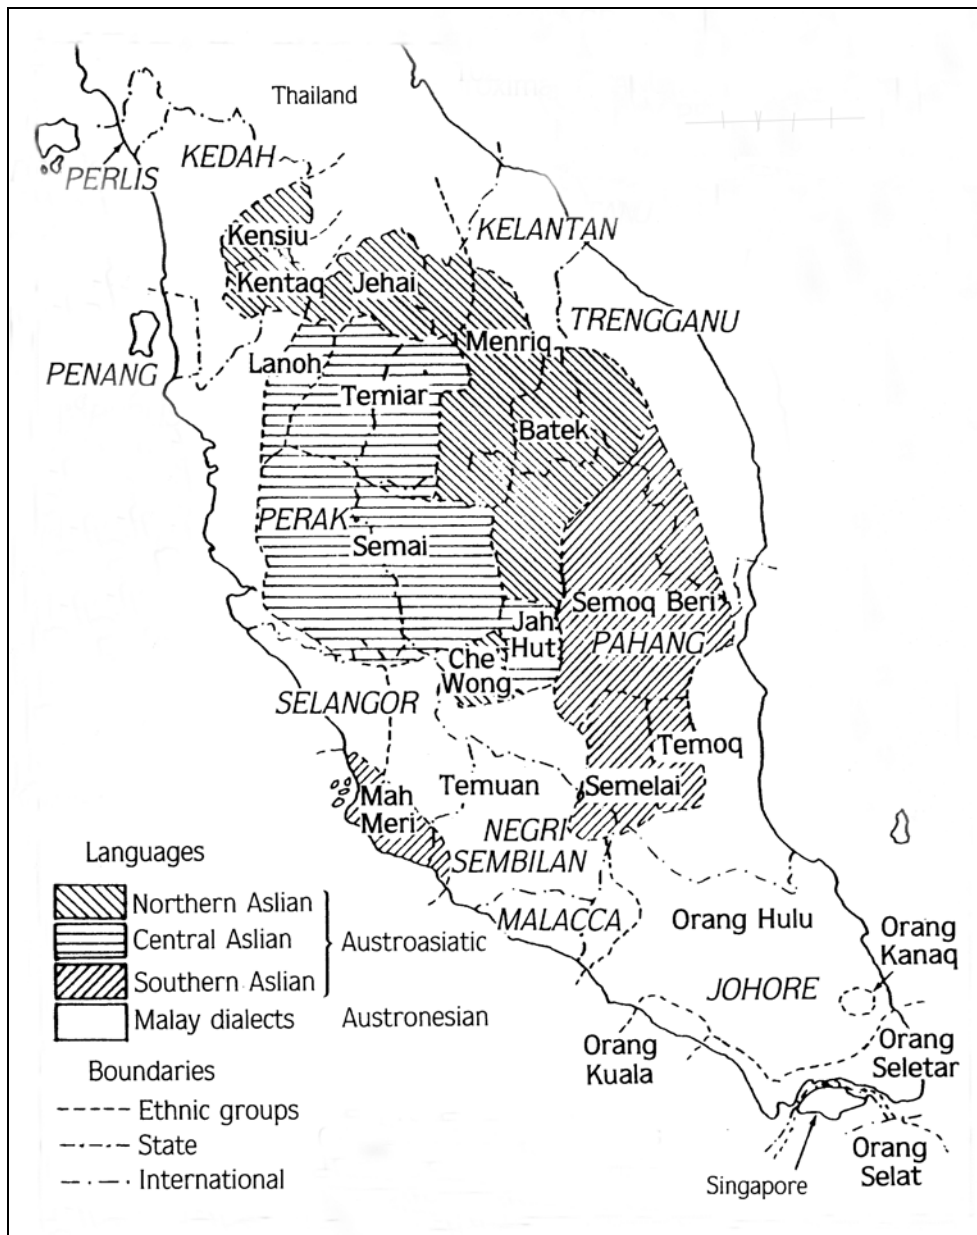 Thailand
KEDAH
PERLIS
KELANTAN
Kensiu
Kentaq
Jehai
TRENGGANU
Menriq
Lanoh
PENANG
Temiar
Batek
PERAK
Semai
Semoq Beri
Jah
Hut
PAHANG
Che
Wong
SELANGOR
Temoq
Temuan
Semelai
Mah
Meri
NEGRI
SEMBILAN
MALACCA
Orang Hulu
Orang
Kanaq
JOHORE
Orang
Kuala
Orang
Seletar
Orang
Selat
Singapore
Languages
Northern Aslian
Central Aslian
Southern Aslian
Austroasiatic
Malay dialects
Austronesian
Boundaries
Ethnic groups
State
International